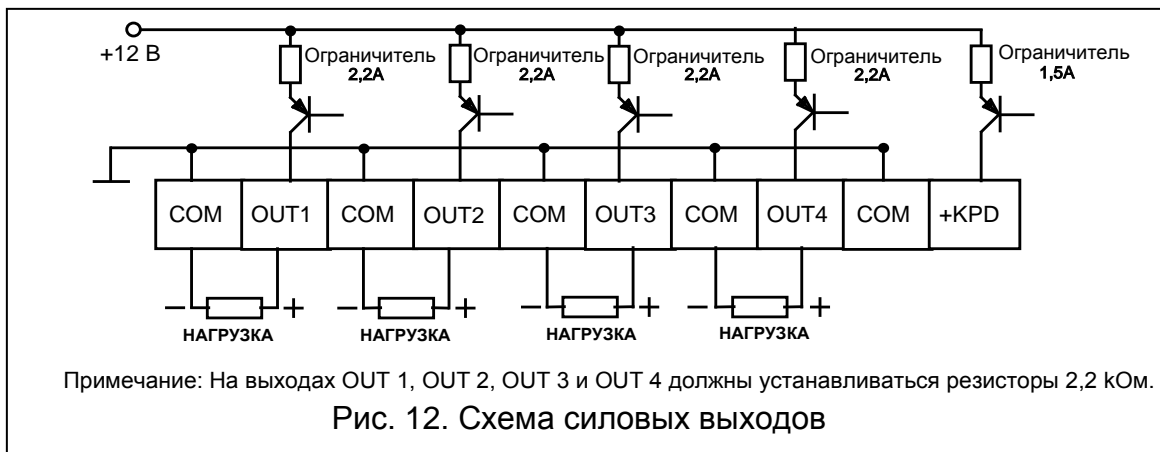 +12 В
Ограничитель 2,2А
Ограничитель 2,2А
Ограничитель 2,2А
Ограничитель 2,2А
Ограничитель 1,5А
COM OUT1 COM OUT2 COM OUT3 COM OUT4 COM +KPD
– + – + – + – +
НАГРУЗКА НАГРУЗКА НАГРУЗКА НАГРУЗКА
Примечание: На выходах OUT 1, OUT 2, OUT 3 и OUT 4 должны устанавливаться резисторы 2,2 kОм.
Рис. 12. Схема силовых выходов